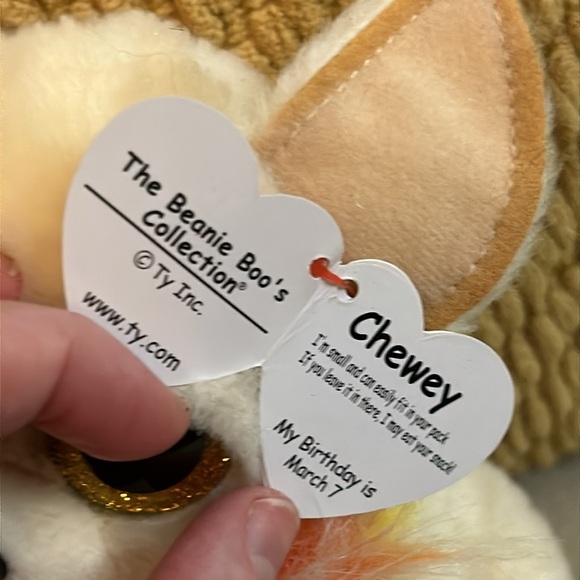 The Beanie Boo's
Collection®
© Ty Inc.
www.ty.com
Chewey
I'm small and can easily fit in your pack
If you leave it in there, I may eat your snack!
My Birthday is
March 7